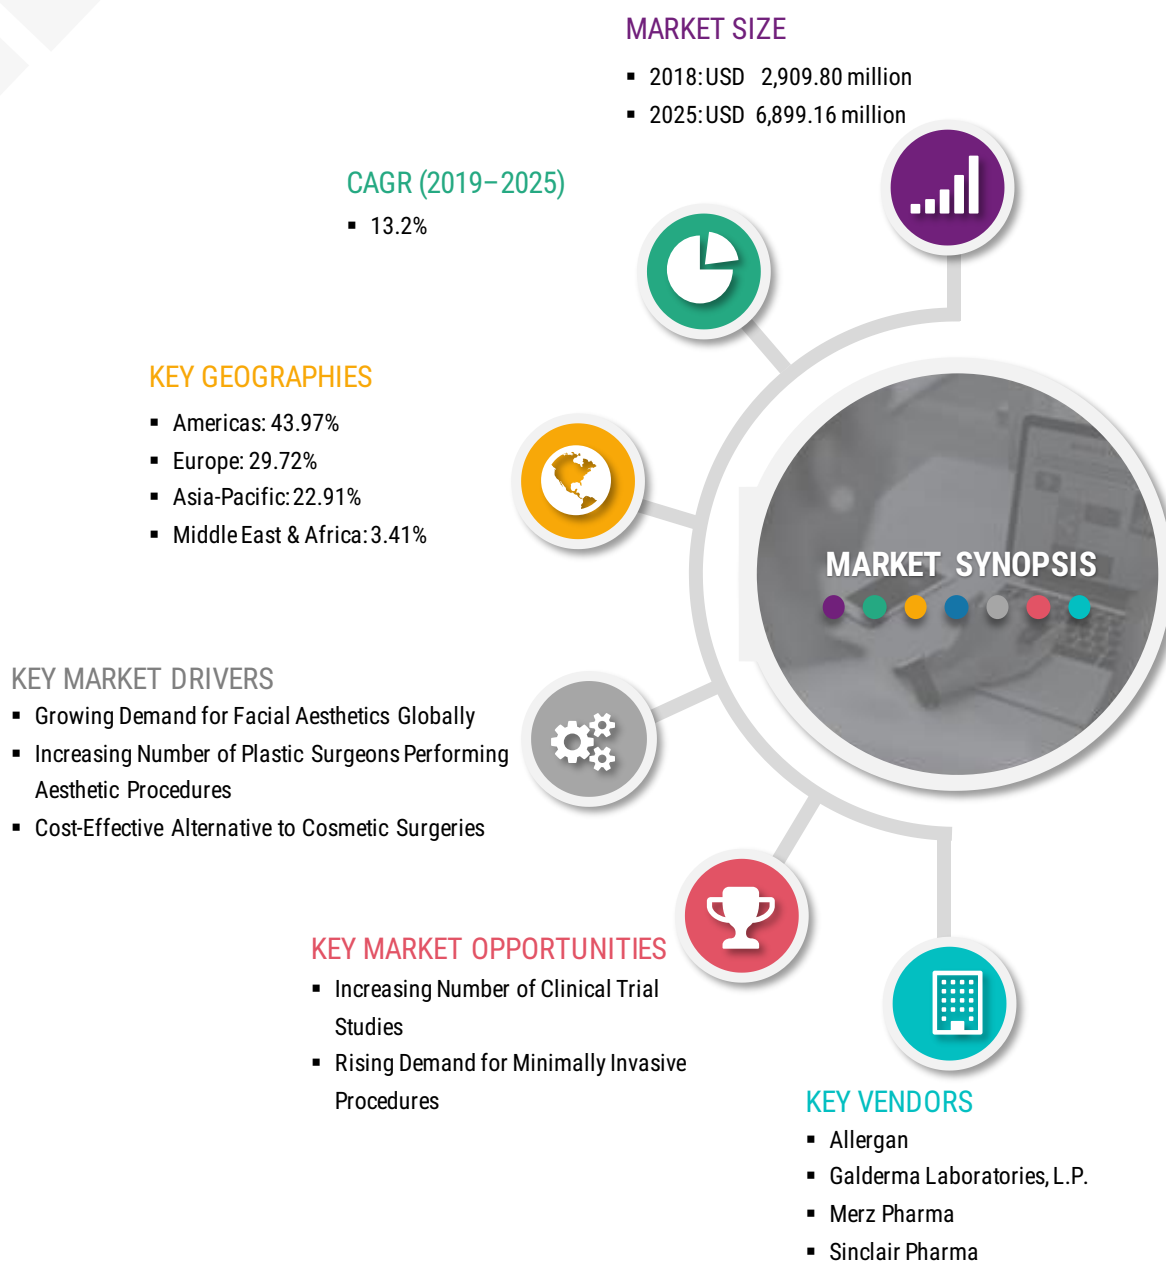 MARKET SIZE
▪ 2018: USD 2,909.80 million
▪ 2025: USD 6,899.16 million
CAGR (2019–2025)
▪ 13.2%
KEY GEOGRAPHIES
▪ Americas: 43.97%
▪ Europe: 29.72%
▪ Asia-Pacific: 22.91%
▪ Middle East & Africa: 3.41%
MARKET SYNOPSIS
KEY MARKET DRIVERS
▪ Growing Demand for Facial Aesthetics Globally
▪ Increasing Number of Plastic Surgeons Performing
Aesthetic Procedures
▪ Cost-Effective Alternative to Cosmetic Surgeries
KEY MARKET OPPORTUNITIES
▪ Increasing Number of Clinical Trial
Studies
▪ Rising Demand for Minimally Invasive
Procedures
KEY VENDORS
▪ Allergan
▪ Galderma Laboratories, L.P.
▪ Merz Pharma
▪ Sinclair Pharma